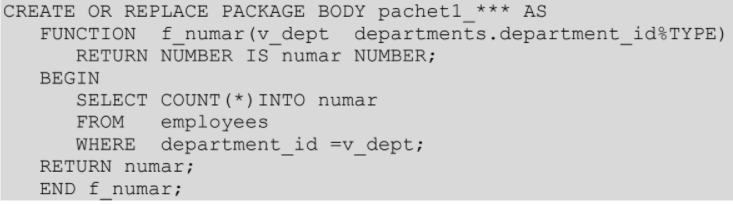 CREATE OR REPLACE PACKAGE BODY pachet1_*** AS
FUNCTION f_numar(v_dept departments.department_id%TYPE)
RETURN NUMBER IS numar NUMBER;
BEGIN
SELECT COUNT(*)INTO numar
FROM employees
WHERE department_id =v_dept;
RETURN numar;
END f_numar;